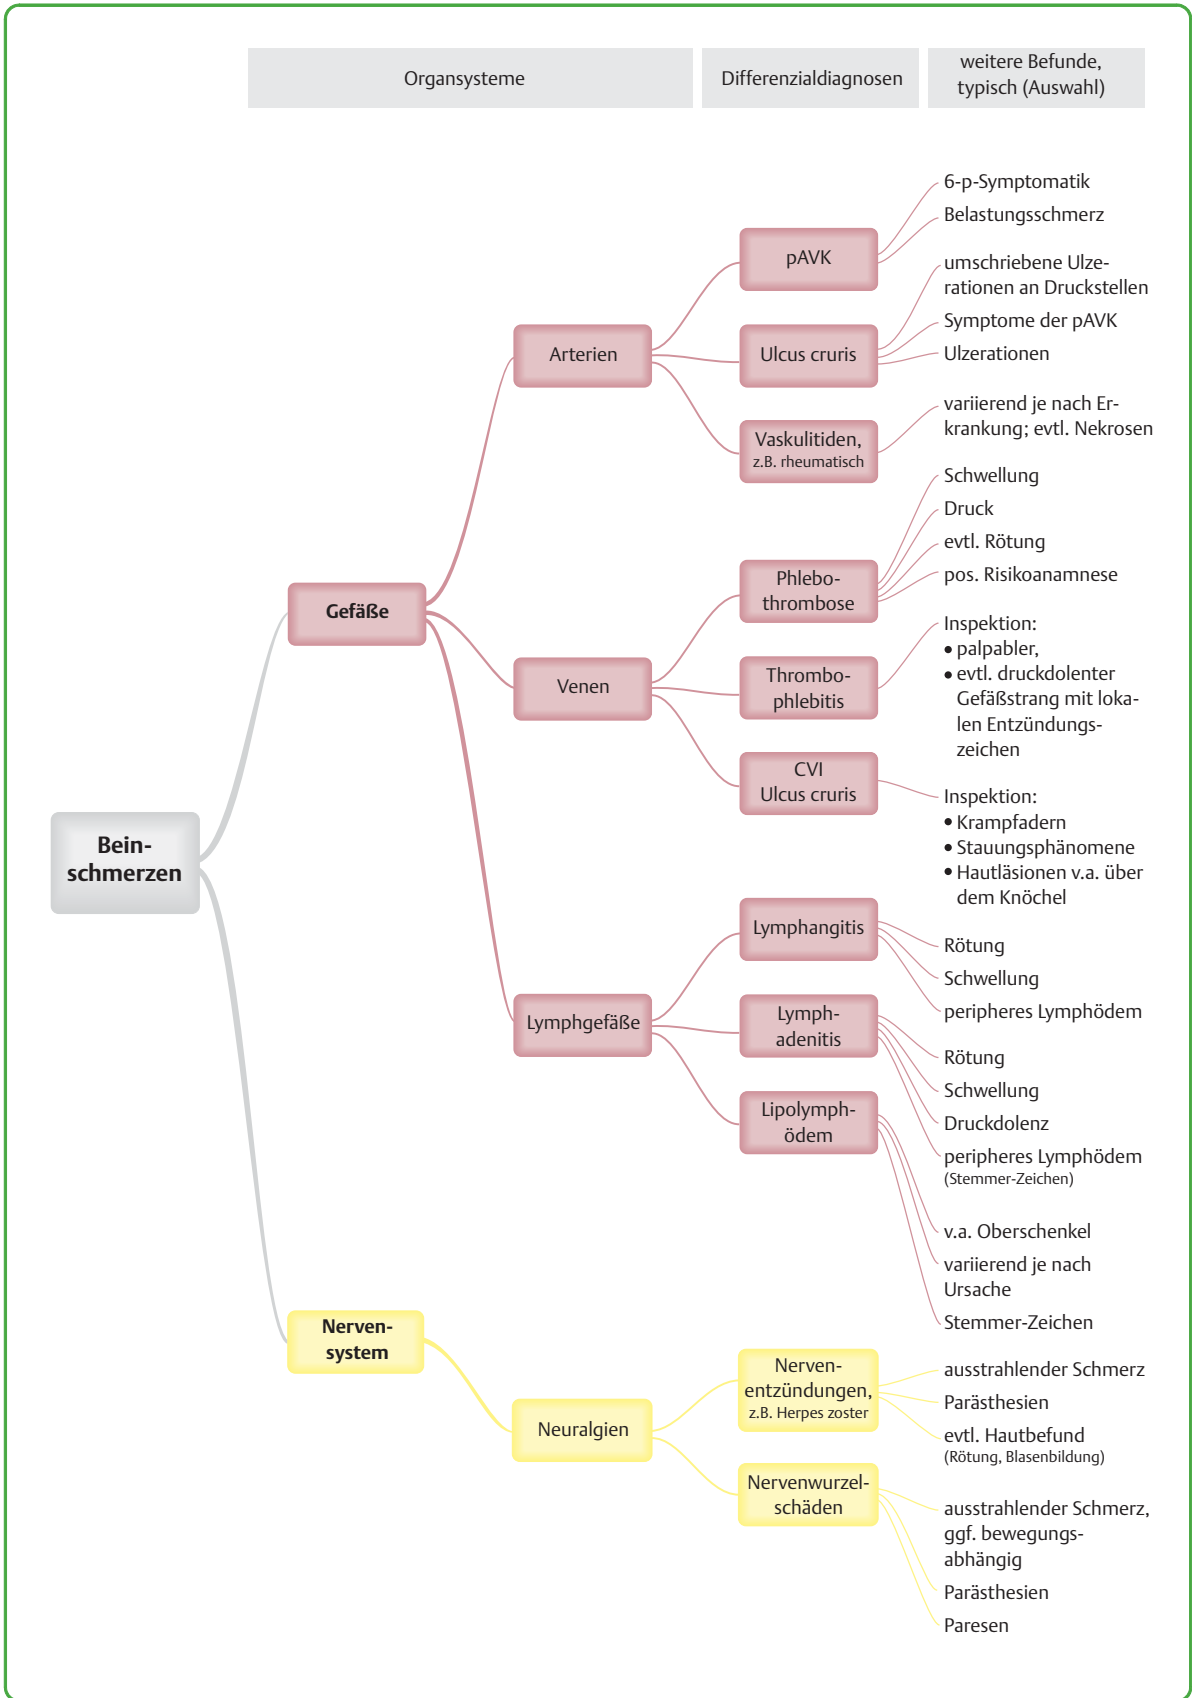 Organsysteme
Differenzialdiagnosen
weitere Befunde,
typisch (Auswahl)
Bein-
schmerzen
Gefäße
Arterien
pAVK
6-p-Symptomatik
Belastungsschmerz
Ulcus cruris
umschriebene Ulze-
rationen an Druckstellen
Symptome der pAVK
Ulzerationen
Vaskulitiden,
z.B. rheumatisch
variierend je nach Er-
krankung; evtl. Nekrosen
Venen
Phlebo-
thrombose
Schwellung
Druck
evtl. Rötung
pos. Risikoanamnese
Thrombo-
phlebitis
Inspektion:
• palpabler,
• evtl. druckdolenter
Gefäßstrang mit loka-
len Entzündungs-
zeichen
CVI
Ulcus cruris
Inspektion:
• Krampfadern
• Stauungsphänomene
• Hautläsionen v.a. über
dem Knöchel
Lymphgefäße
Lymphangitis
Rötung
Schwellung
peripheres Lymphödem
Lymph-
adenitis
Rötung
Schwellung
Druckdolenz
peripheres Lymphödem
(Stemmer-Zeichen)
Lipolymph-
ödem
v.a. Oberschenkel
variierend je nach
Ursache
Stemmer-Zeichen
Nerven-
system
Neuralgien
Nerven-
entzündungen,
z.B. Herpes zoster
ausstrahlender Schmerz
Parästhesien
evtl. Hautbefund
(Rötung, Blasenbildung)
Nervenwurzel-
schäden
ausstrahlender Schmerz,
ggf. bewegungs-
abhängig
Parästhesien
Paresen